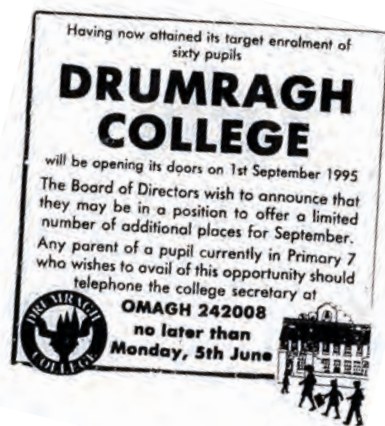 Having now attained its target enrolment of
sixty pupils
DRUMRAGH
COLLEGE
will be opening its doors on 1st September 1995
The Board of Directors wish to announce that
they may be in a position to offer a limited
number of additional places for September.
Any parent of a pupil currently in Primary 7
who wishes to avail of this opportunity should
telephone the college secretary at
OMAGH 242008
no later than
Monday, 5th June
DRUMRAGH
COLLEGE